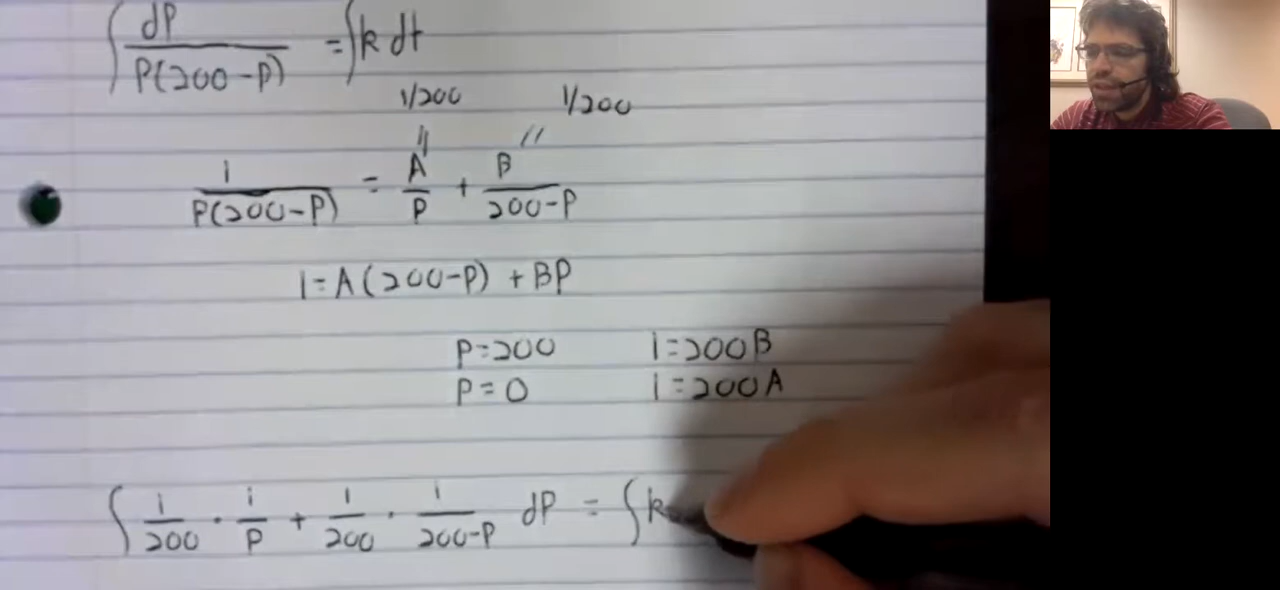 ∫ dP/P(200-P) = ∫k dt
1/200 1/200
〃 〃
1/P(200-P) = A/P + B/200-P
1=A(200-P) +BP
P=200 1=200B
P=0 1=200A
∫ 1/200 · 1/P + 1/200 · 1/200-P dP = ∫k